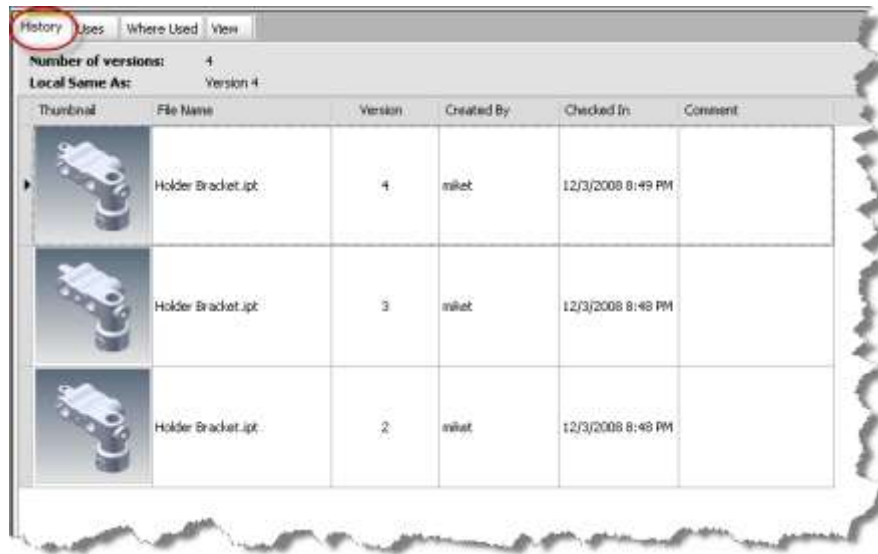 History Uses Where Used View
Number of versions: 4
Local Same As: Version 4
Thumbnail File Name Version Created By Checked In Comment
Holder Bracket.ipt 4 miket 12/3/2008 8:49 PM
Holder Bracket.ipt 3 miket 12/3/2008 8:48 PM
Holder Bracket.ipt 2 miket 12/3/2008 8:48 PM